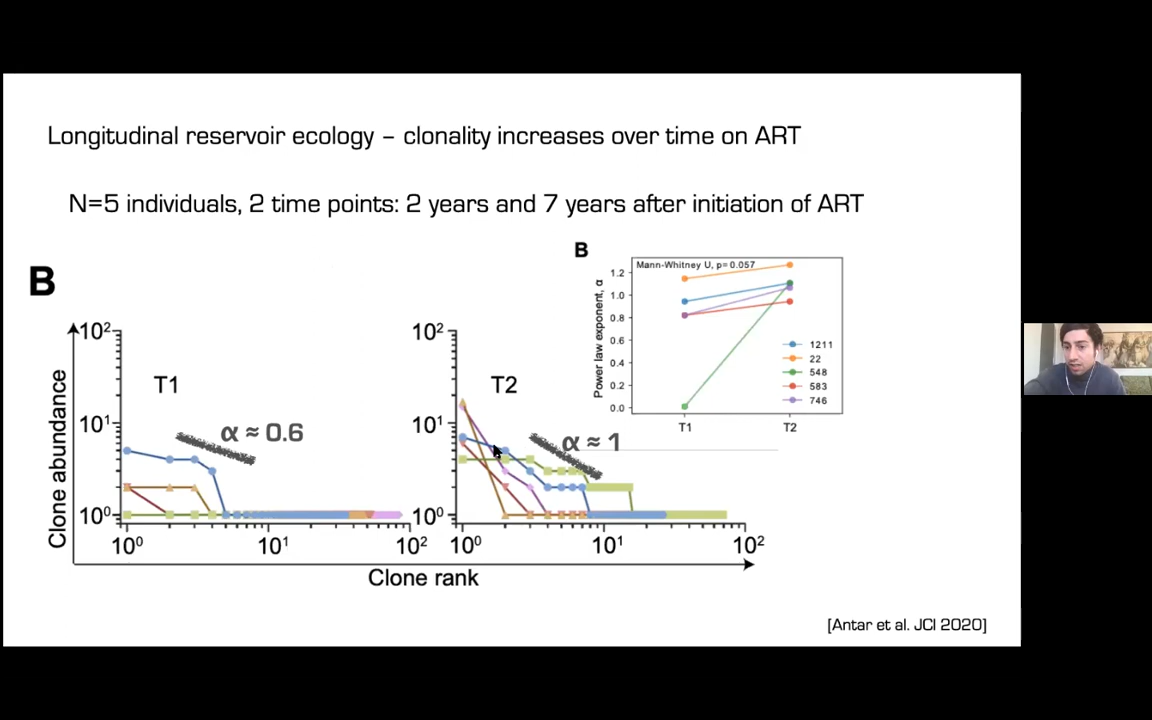 Longitudinal reservoir ecology – clonality increases over time on ART
N=5 individuals, 2 time points: 2 years and 7 years after initiation of ART
B
B
Mann-Whitney U, p= 0.057
Power law exponent, α
1.2
1.0
0.8
0.6
0.4
0.2
0.0
T1
T2
1211
22
548
583
746
Clone abundance
10²
10¹
10⁰
T1
α ≈ 0.6
10⁰
10¹
10²
10²
10¹
10⁰
T2
α ≈ 1
10⁰
10¹
10²
Clone rank
[Antar et al. JCI 2020]